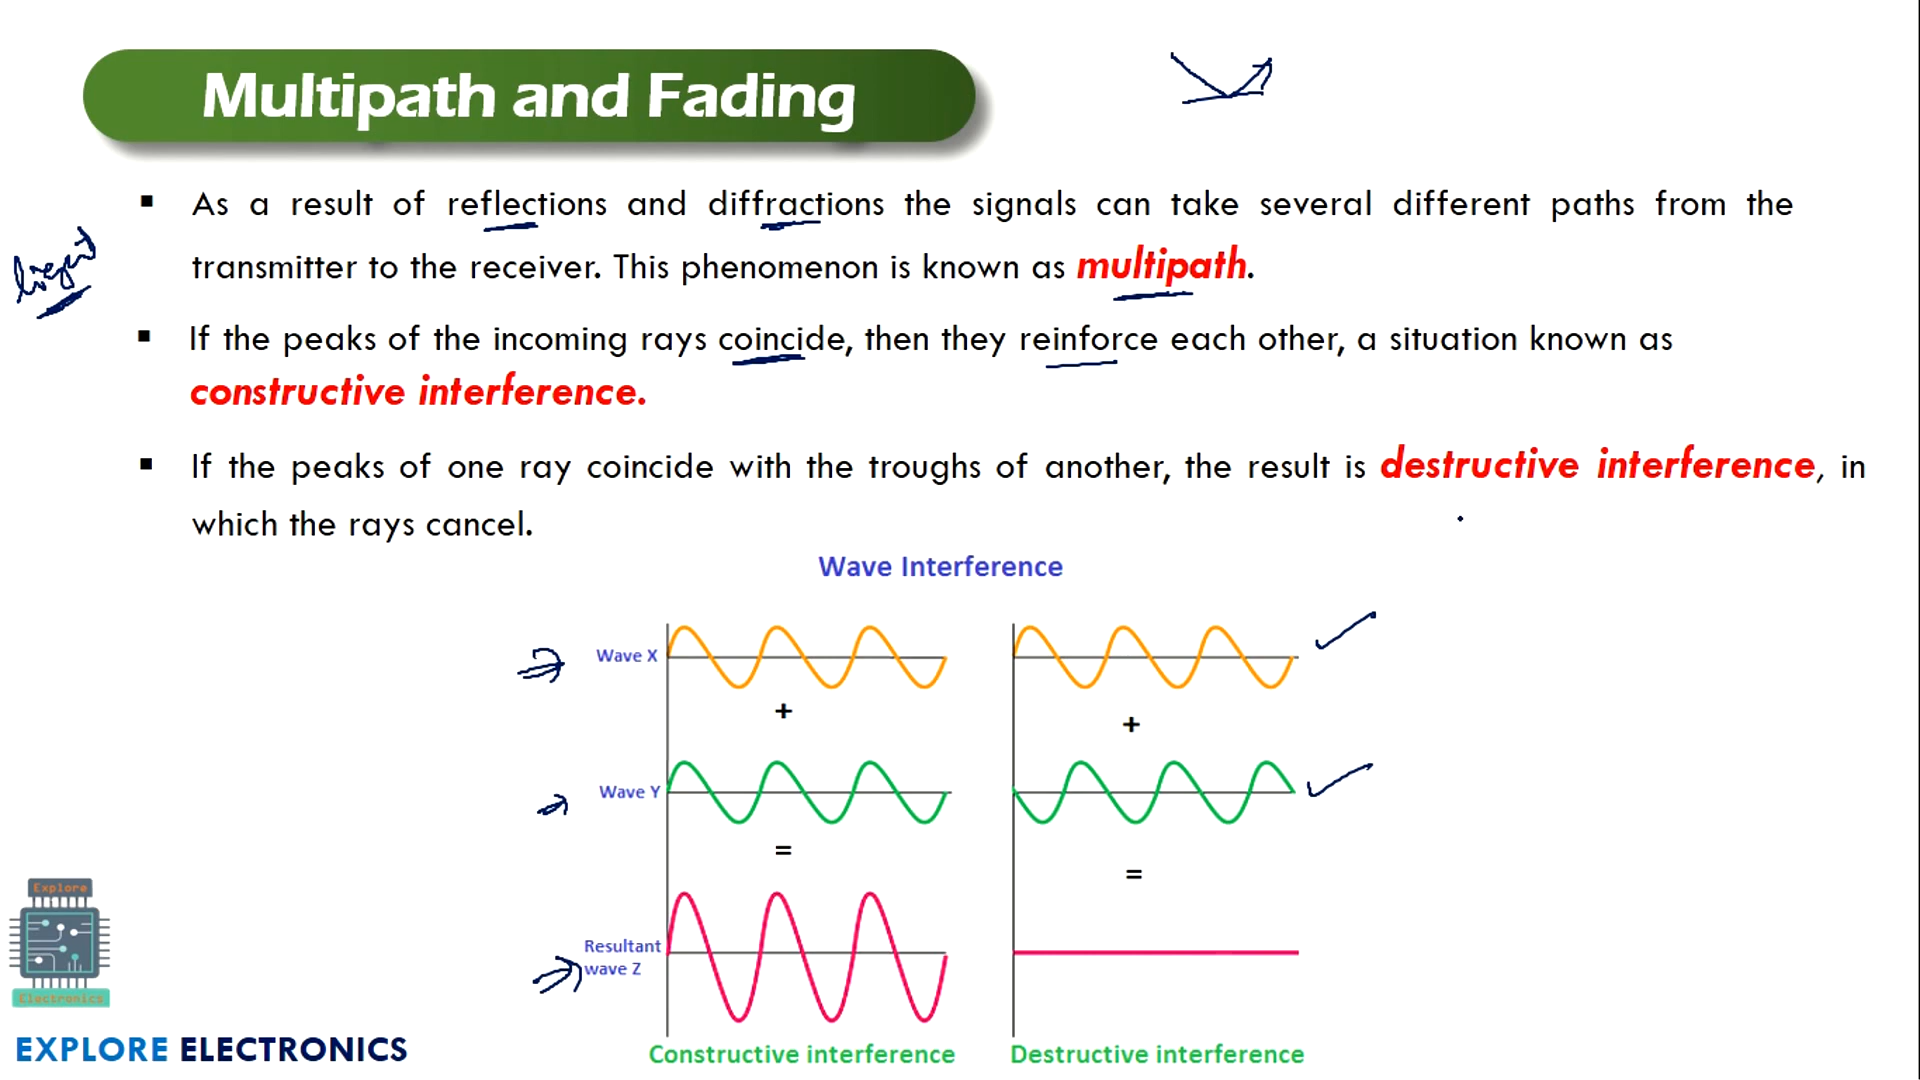 Multipath and Fading
As a result of reflections and diffractions the signals can take several different paths from the
transmitter to the receiver. This phenomenon is known as multipath.
If the peaks of the incoming rays coincide, then they reinforce each other, a situation known as
constructive interference.
If the peaks of one ray coincide with the troughs of another, the result is destructive interference, in
which the rays cancel.
Wave Interference
Wave X
+
+
Wave Y
=
=
Resultant
wave Z
Constructive interference
Destructive interference
Explore
Electronics
EXPLORE ELECTRONICS